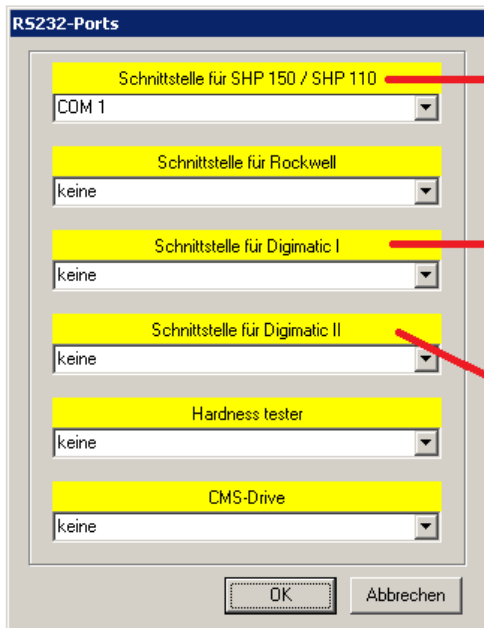 RS232-Ports
Schnittstelle für SHP 150 / SHP 110
COM 1
Schnittstelle für Rockwell
keine
Schnittstelle für Digimatic I
keine
Schnittstelle für Digimatic II
keine
Hardness tester
keine
CMS-Drive
keine
OK Abbrechen